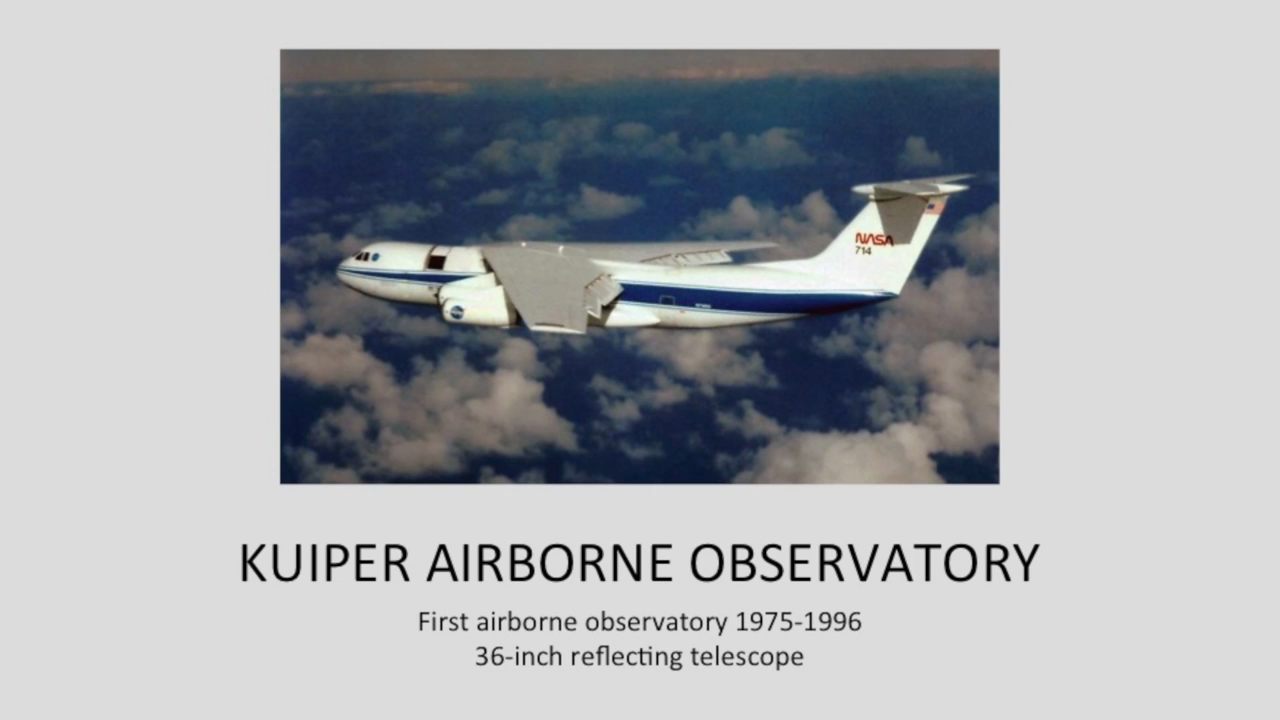 NASA
714
KUIPER AIRBORNE OBSERVATORY
First airborne observatory 1975-1996
36-inch reflecting telescope